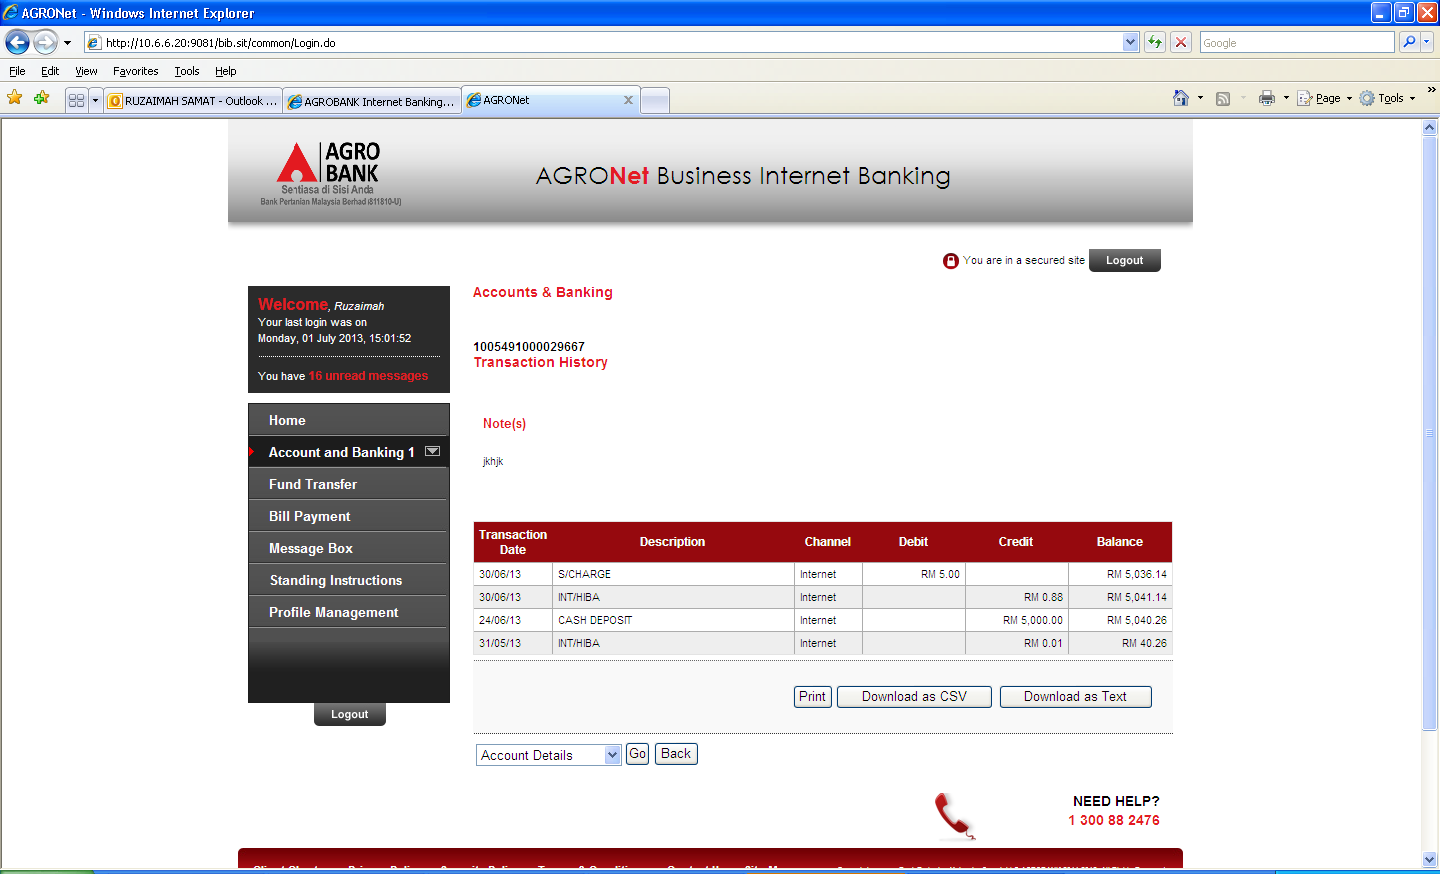 AGRONet - Windows Internet Explorer
http://10.6.6.20:9081/bib.sit/common/Login.do
Google
File Edit View Favorites Tools Help
RUZAIMAH SAMAT - Outlook ... AGROBANK Internet Banking... AGRONet Page Tools
AGRO
BANK
Sentiasa di Sisi Anda
Bank Pertanian Malaysia Berhad (811810-U)
AGRONet Business Internet Banking
You are in a secured site Logout
Welcome, Ruzaimah
Your last login was on
Monday, 01 July 2013, 15:01:52
You have 16 unread messages
Home
Account and Banking 1
Fund Transfer
Bill Payment
Message Box
Standing Instructions
Profile Management
Logout
Accounts & Banking
1005491000029667
Transaction History
Note(s)
jkhjk
Transaction Date Description Channel Debit Credit Balance
30/06/13 S/CHARGE Internet RM 5.00 RM 5,036.14
30/06/13 INT/HIBA Internet RM 0.88 RM 5,041.14
24/06/13 CASH DEPOSIT Internet RM 5,000.00 RM 5,040.26
31/05/13 INT/HIBA Internet RM 0.01 RM 40.26
Print Download as CSV Download as Text
Account Details Go Back
NEED HELP?
1 300 88 2476